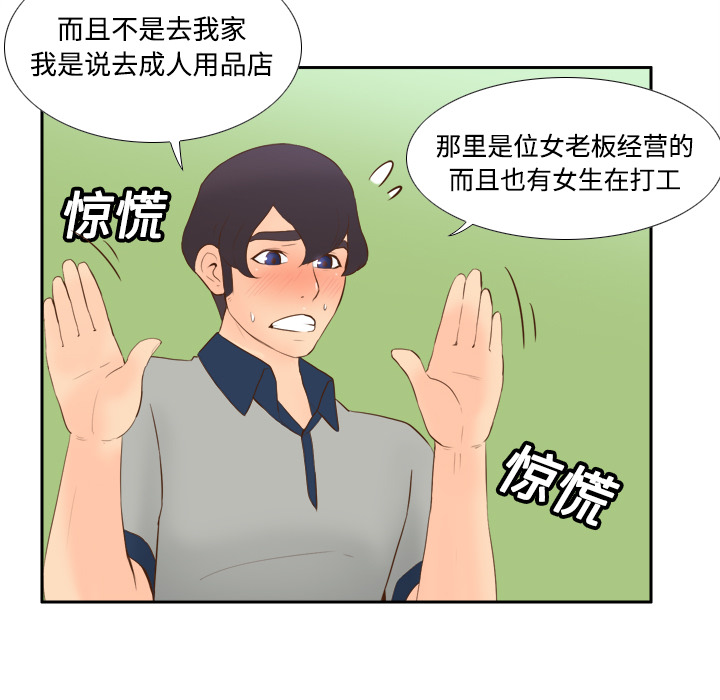 而且不是去我家
我是说去成人用品店
那里是位女老板经营的
而且也有女生在打工
惊慌
惊慌